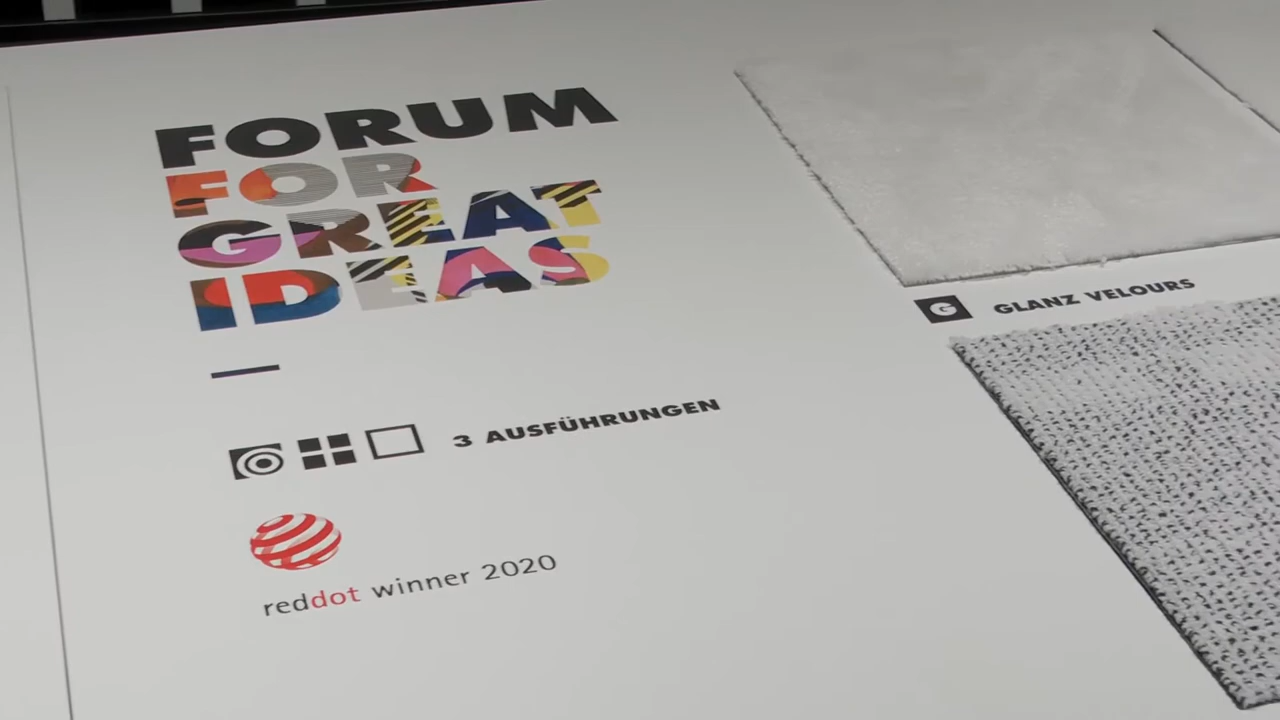 FORUM
FOR
GREAT
IDEAS
3 AUSFÜHRUNGEN
reddot winner 2020
G GLANZ VELOURS